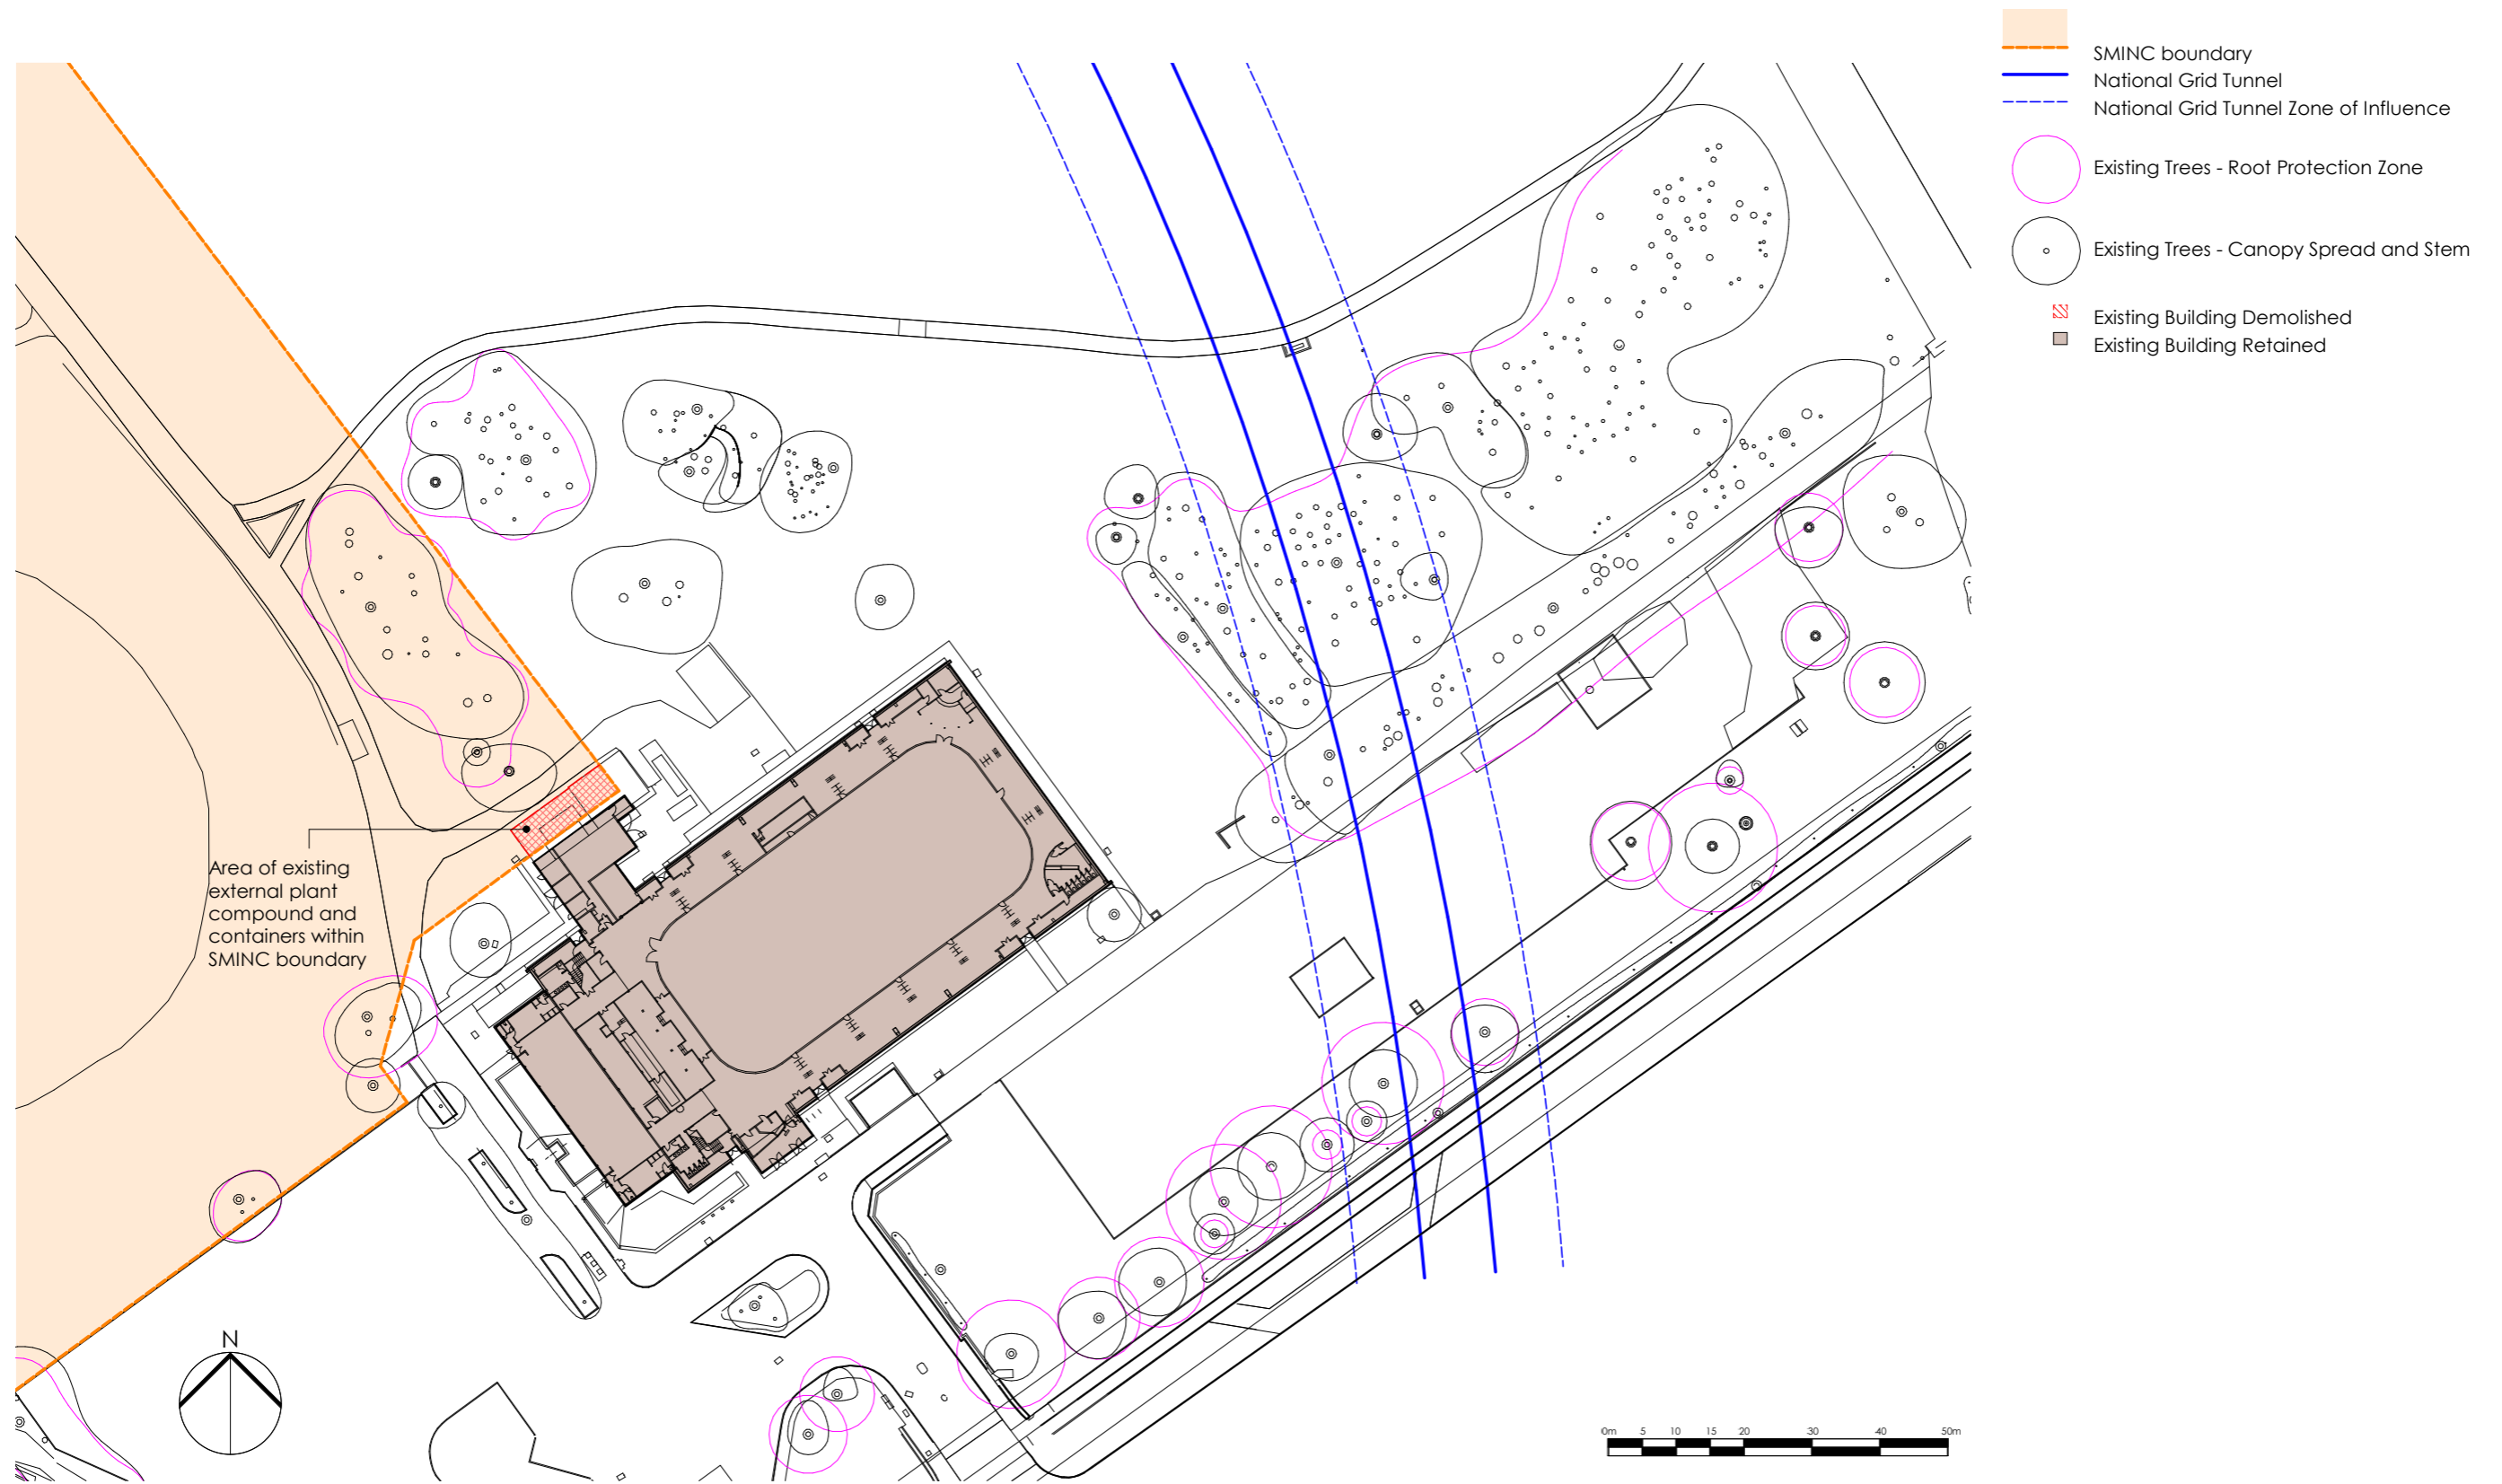 SMINC boundary
National Grid Tunnel
National Grid Tunnel Zone of Influence
Existing Trees - Root Protection Zone
Existing Trees - Canopy Spread and Stem
Existing Building Demolished
Existing Building Retained
Area of existing
external plant
compound and
containers within
SMINC boundary
N
0m 5 10 15 20 30 40 50m